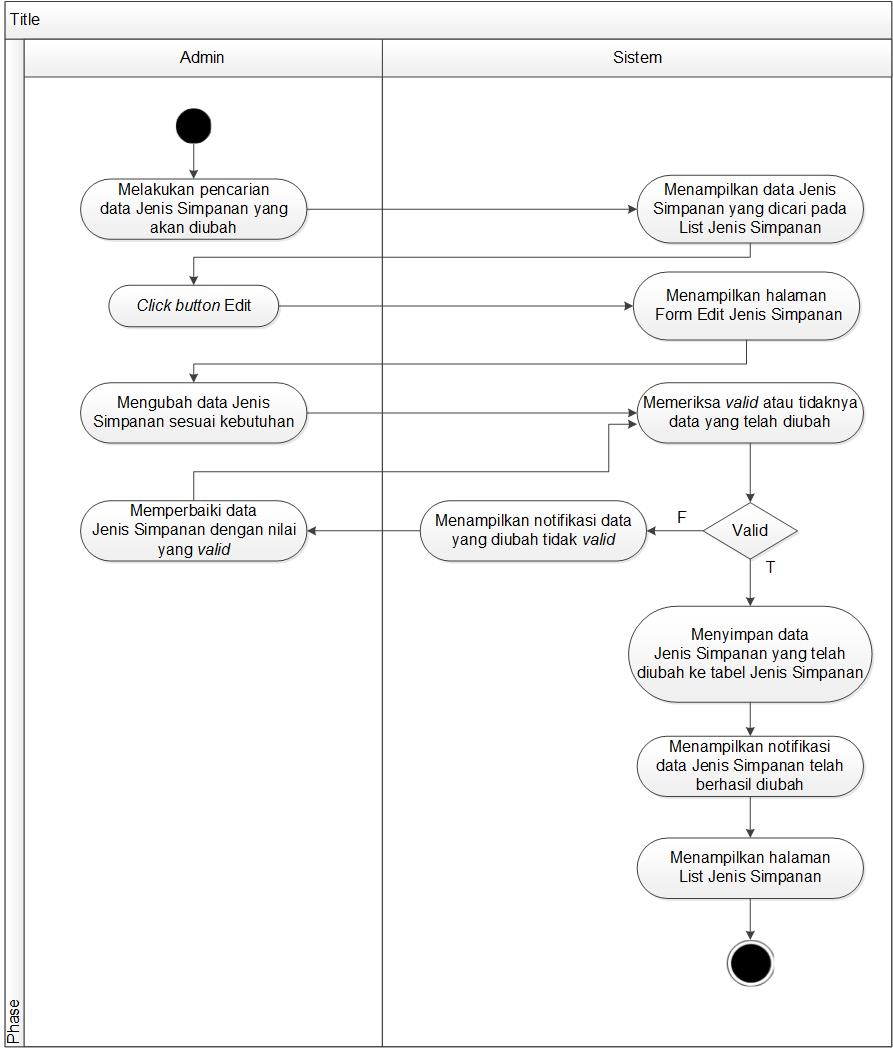 Title
Admin
Sistem
Melakukan pencarian
data Jenis Simpanan yang
akan diubah
Menampilkan data Jenis
Simpanan yang dicari pada
List Jenis Simpanan
Click button Edit
Menampilkan halaman
Form Edit Jenis Simpanan
Mengubah data Jenis
Simpanan sesuai kebutuhan
Memeriksa valid atau tidaknya
data yang telah diubah
Memperbaiki data
Jenis Simpanan dengan nilai
yang valid
Menampilkan notifikasi data
yang diubah tidak valid
F
Valid
T
Menyimpan data
Jenis Simpanan yang telah
diubah ke tabel Jenis Simpanan
Menampilkan notifikasi
data Jenis Simpanan telah
berhasil diubah
Menampilkan halaman
List Jenis Simpanan
Phase